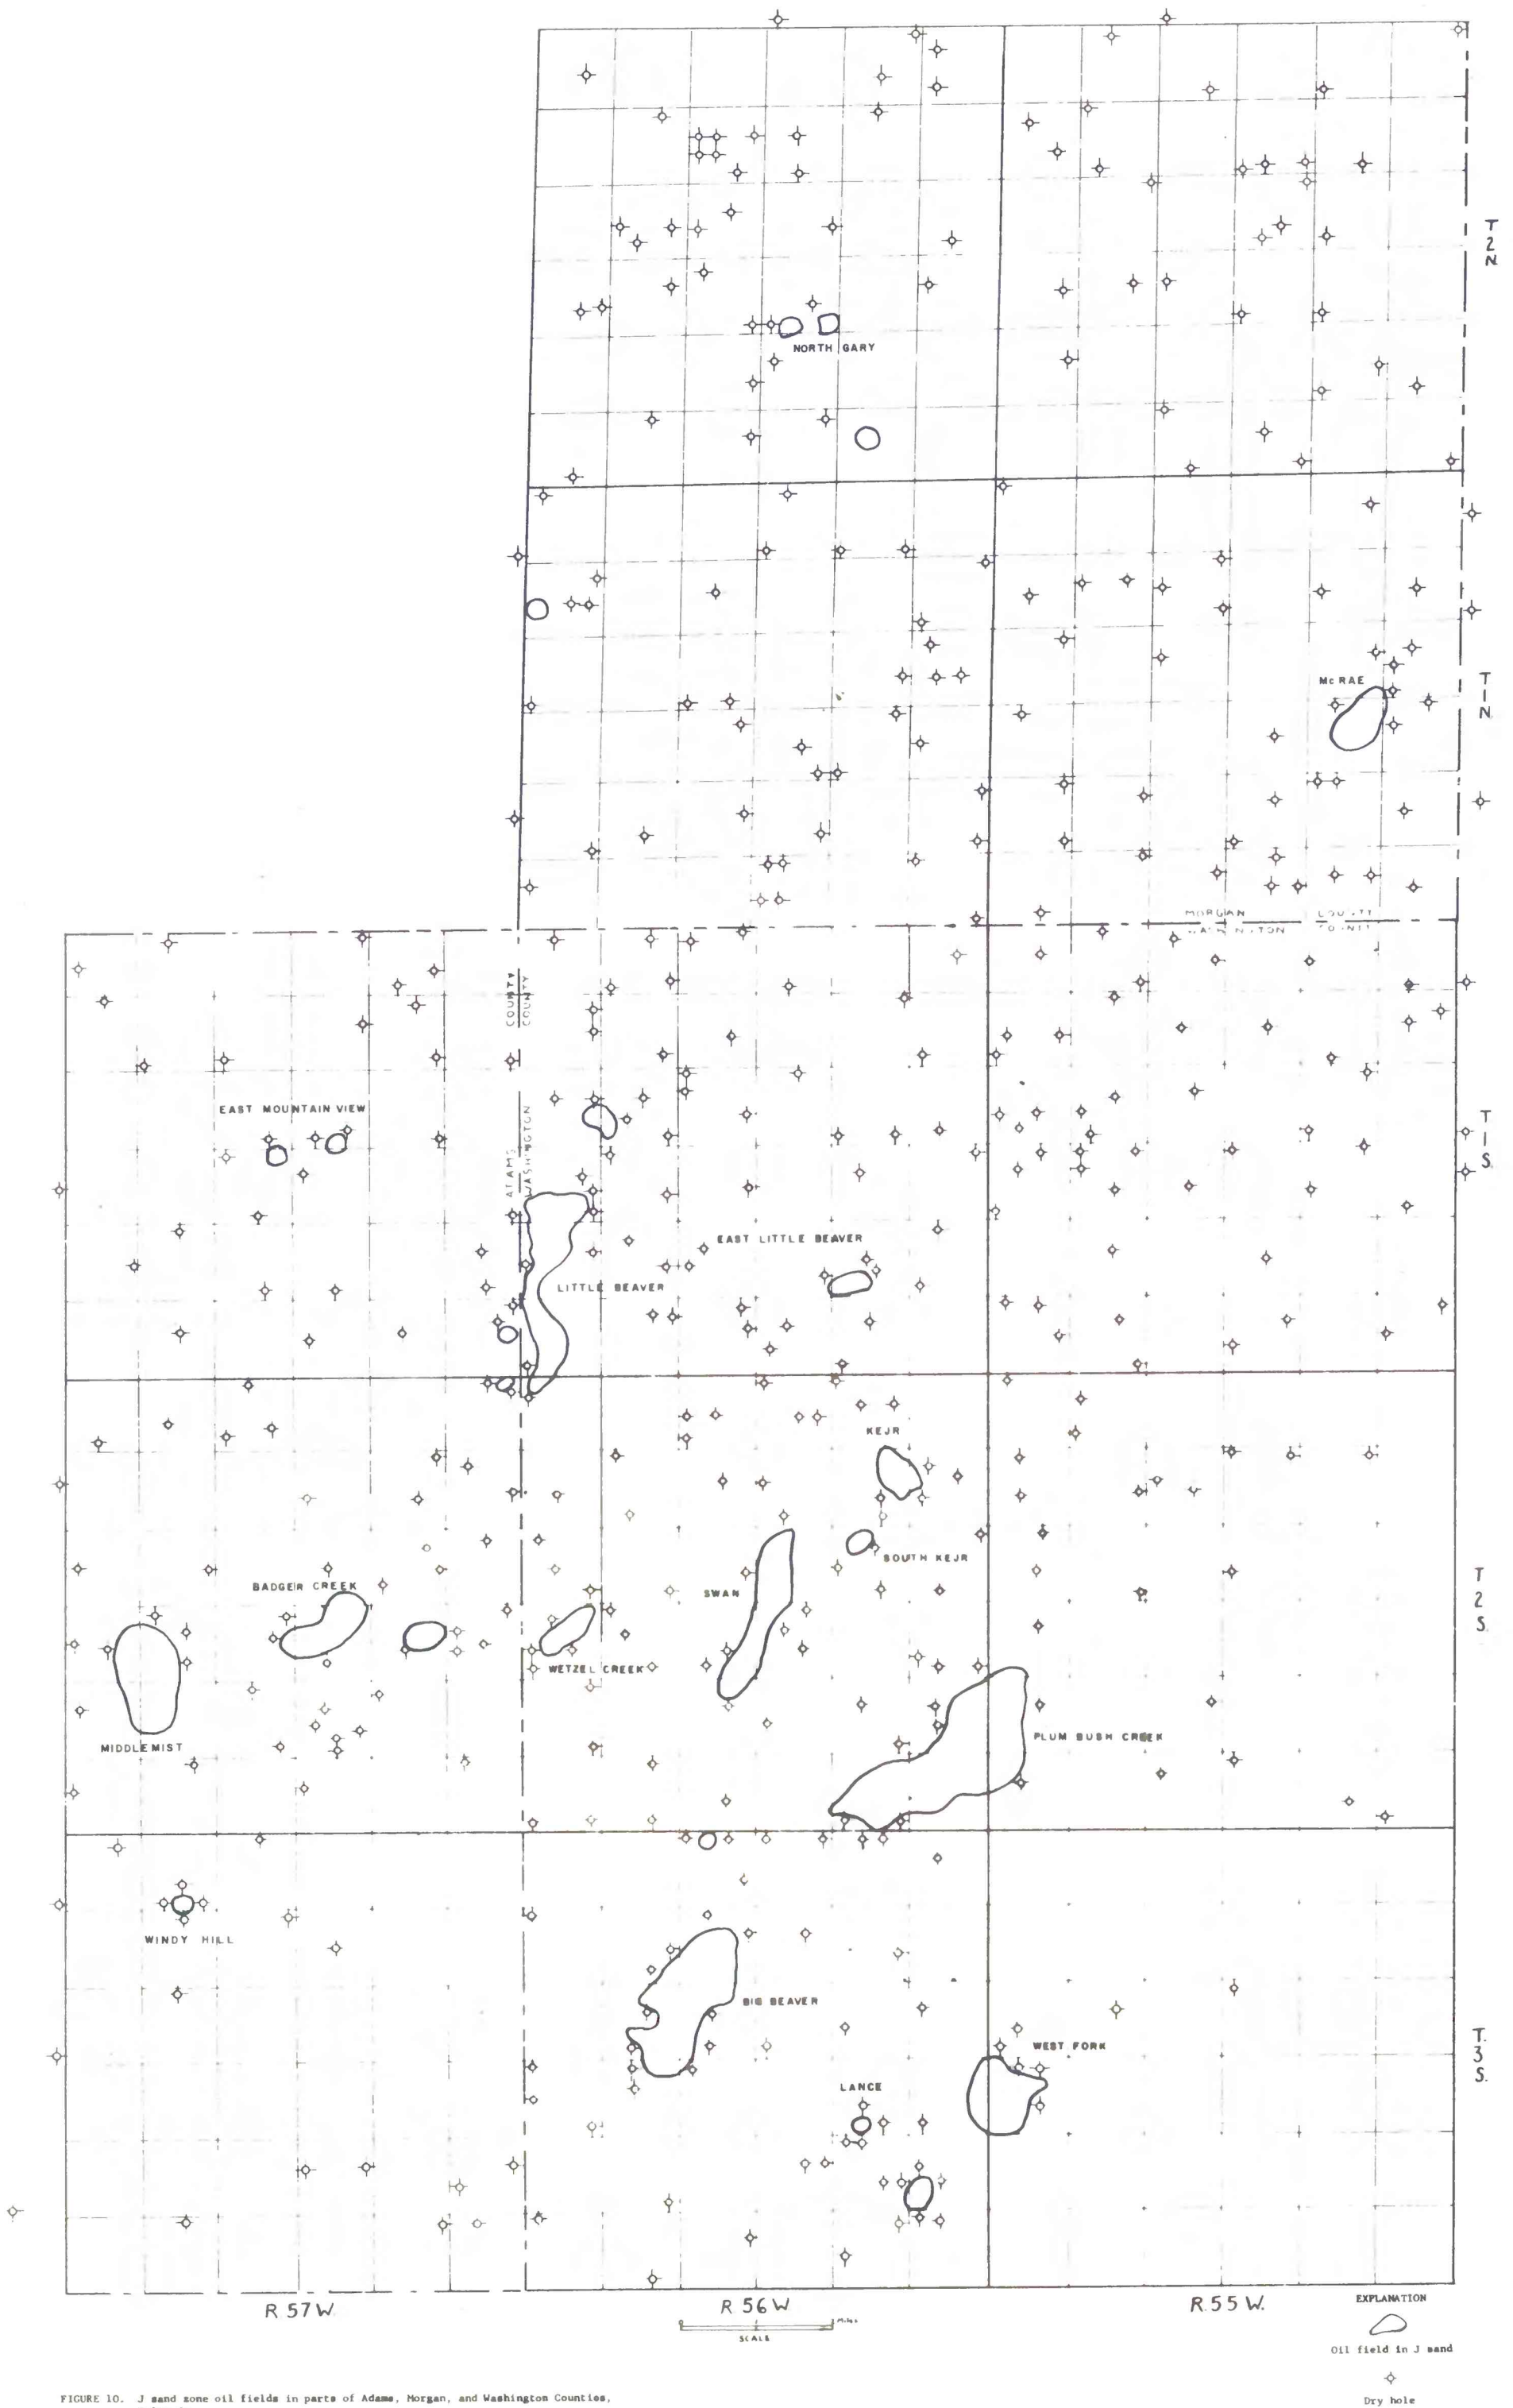 T
2
N
NORTH GARY
McRAE
T
1
N
MORGAN COUNTY
WASHINGTON COUNTY
COUNTY
COUNTY
ADAMS
WASHINGTON
EAST MOUNTAIN VIEW
T
1
S.
EAST LITTLE BEAVER
LITTLE BEAVER
KEJR
SOUTH KEJR
BADGER CREEK
SWAN
T
2
S.
WETZEL CREEK
MIDDLEMIST
PLUM BUSH CREEK
WINDY HILL
BIG BEAVER
WEST FORK
T.
3
S.
LANCE
R. 57 W.
R. 56 W.
R. 55 W.
Miles
SCALE
EXPLANATION
Oil field in J sand
Dry hole
FIGURE 10. J sand zone oil fields in parts of Adams, Morgan, and Washington Counties,